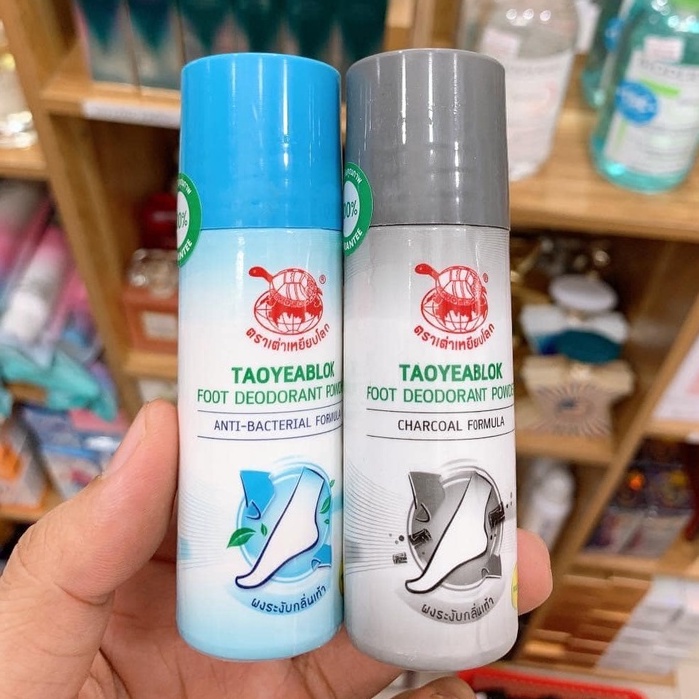 ตราเต่าเหยียบโลก
®
TAOYEABLOK
FOOT DEODORANT
ANTI-BACTERIAL FORMULA
ผงระงับกลิ่นเท้า
ตราเต่าเหยียบโลก
®
TAOYEABLOK
FOOT DEODORANT
CHARCOAL FORMULA
ผงระงับกลิ่นเท้า